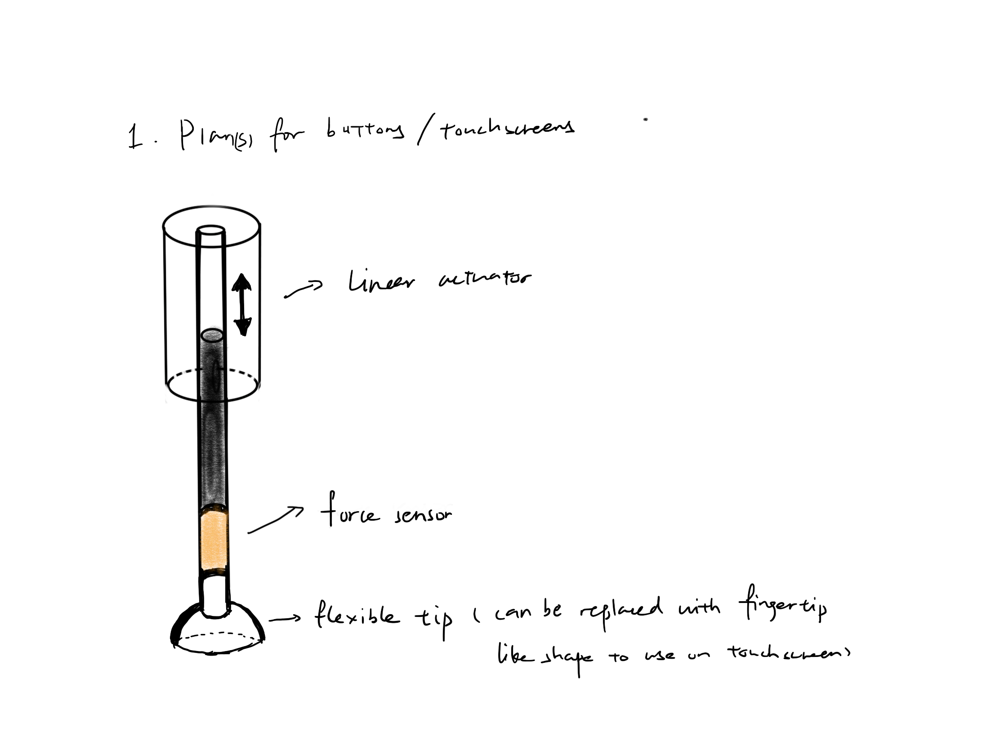 1. Plan(s) for buttons / touchscreens
linear actuator
force sensor
flexible tip ( can be replaced with fingertip
like shape to use on touchscreens)